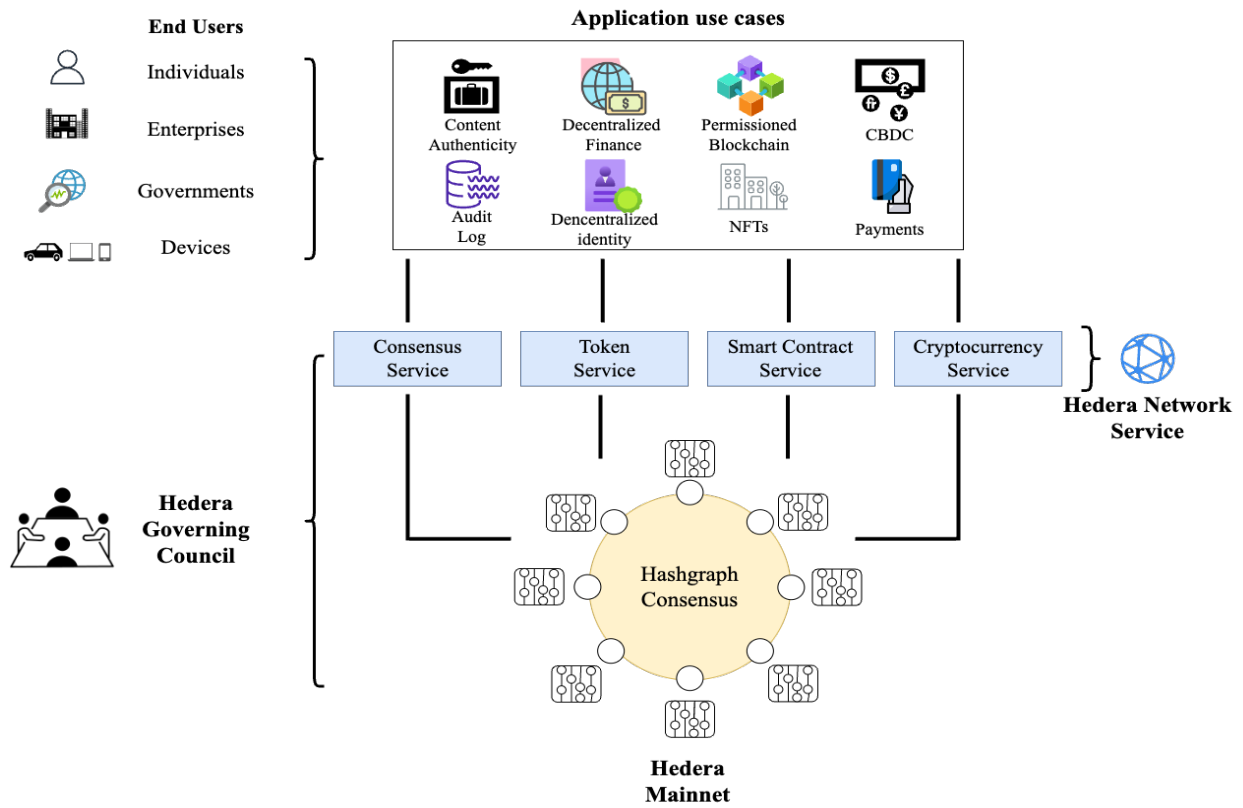 End Users
Individuals
Enterprises
Governments
Devices
Application use cases
Content
Authenticity
Decentralized
Finance
Permissioned
Blockchain
CBDC
Audit
Log
Dencentralized
identity
NFTs
Payments
Consensus
Service
Token
Service
Smart Contract
Service
Cryptocurrency
Service
Hedera Network
Service
Hedera
Governing
Council
Hashgraph
Consensus
Hedera
Mainnet